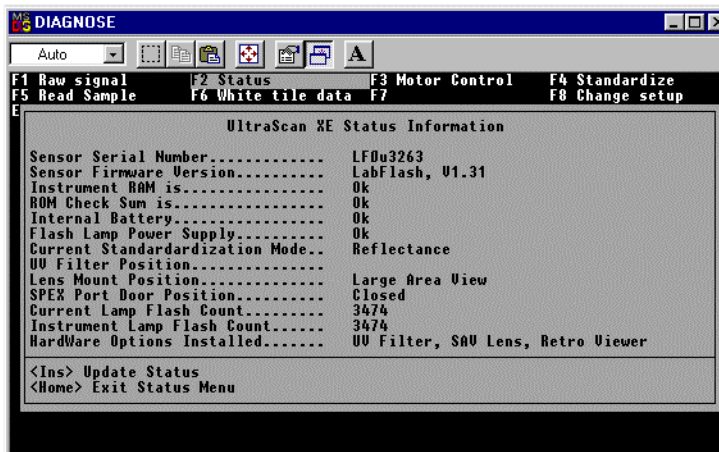 DIAGNOSE
Auto
F1 Raw signal F2 Status F3 Motor Control F4 Standardize
F5 Read Sample F6 White tile data F7 F8 Change setup
E
UltraScan XE Status Information
Sensor Serial Number............. LF0u3263
Sensor Firmware Version.......... LabFlash, V1.31
Instrument RAM is................ Ok
ROM Check Sum is................. Ok
Internal Battery................. Ok
Flash Lamp Power Supply.......... Ok
Current Standardardization Mode.. Reflectance
UV Filter Position...............
Lens Mount Position.............. Large Area View
SPEX Port Door Position.......... Closed
Current Lamp Flash Count......... 3474
Instrument Lamp Flash Count...... 3474
HardWare Options Installed....... UV Filter, SAV Lens, Retro Viewer
<Ins> Update Status
<Home> Exit Status Menu